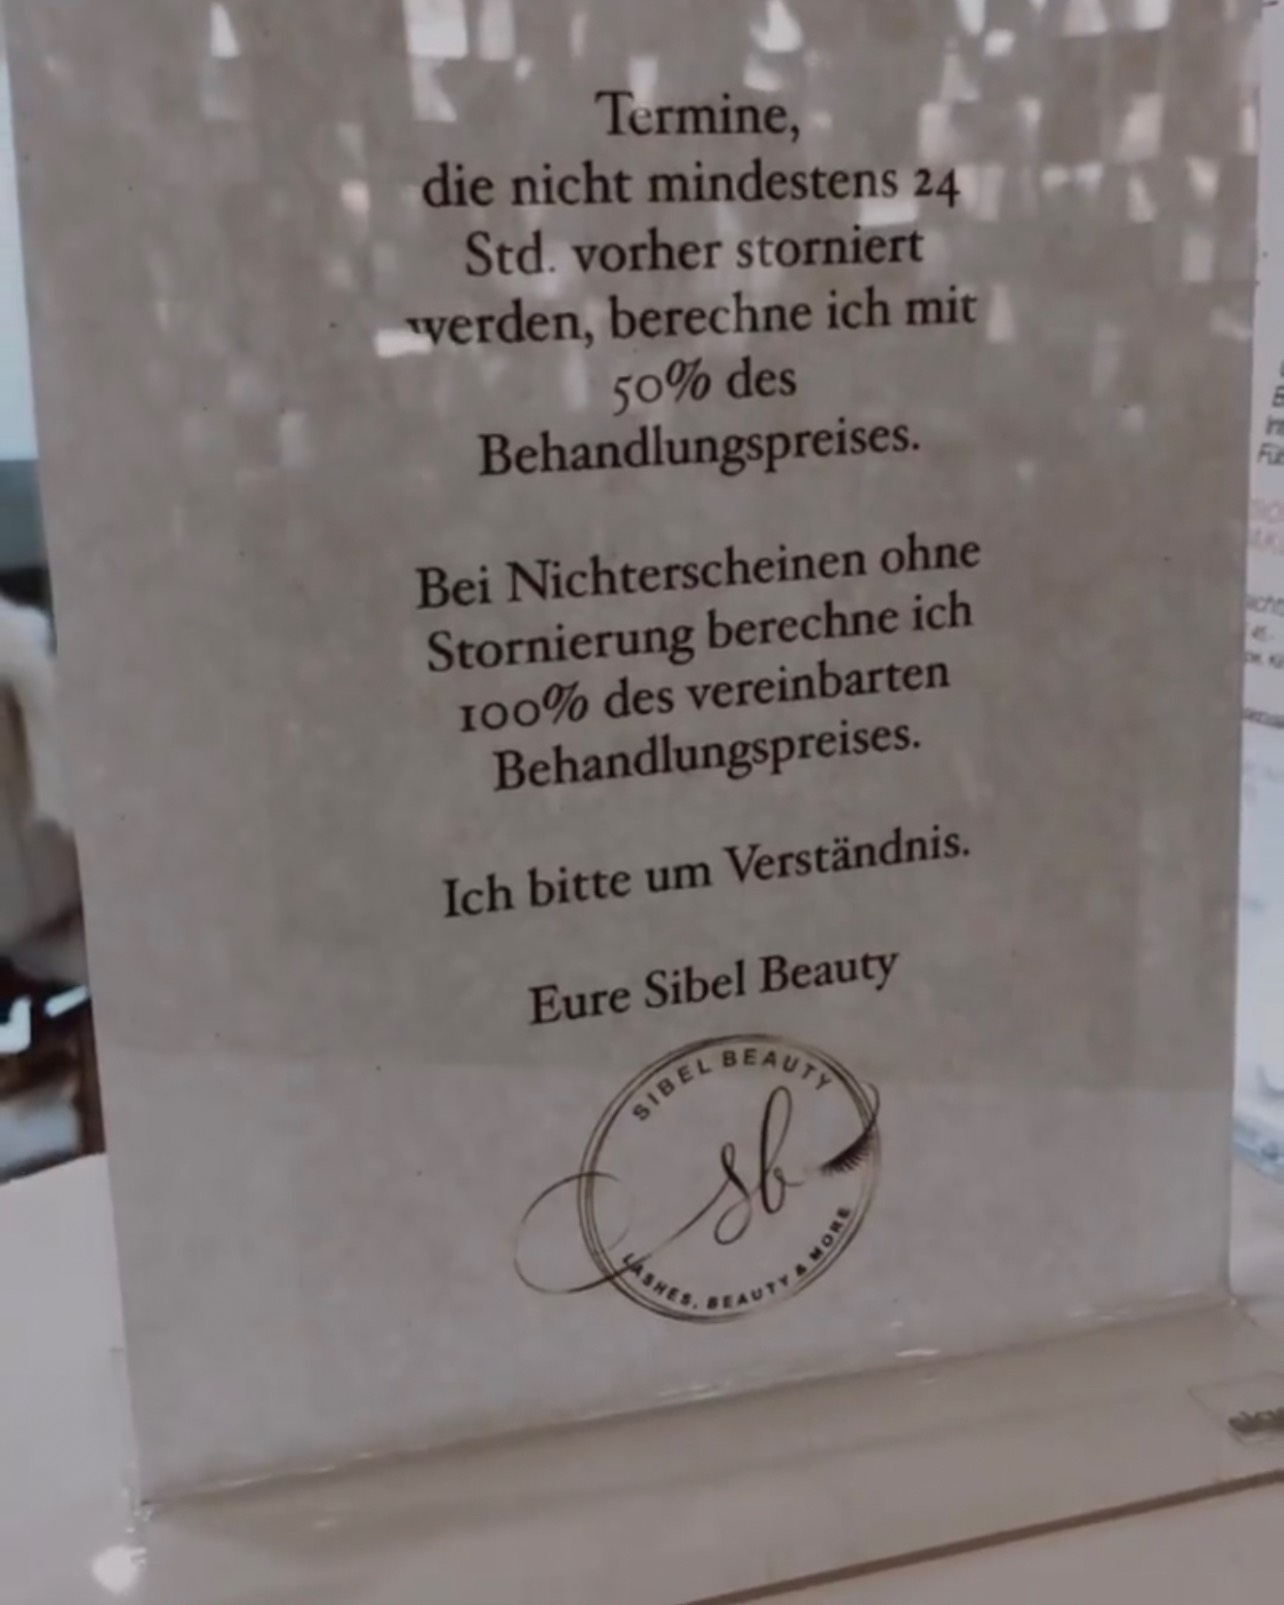 Termine,
die nicht mindestens 24
Std. vorher storniert
werden, berechne ich mit
50% des
Behandlungspreises.
Bei Nichterscheinen ohne
Stornierung berechne ich
100% des vereinbarten
Behandlungspreises.
Ich bitte um Verständnis.
Eure Sibel Beauty
SIBEL BEAUTY
sb
LASHES, BEAUTY & MORE